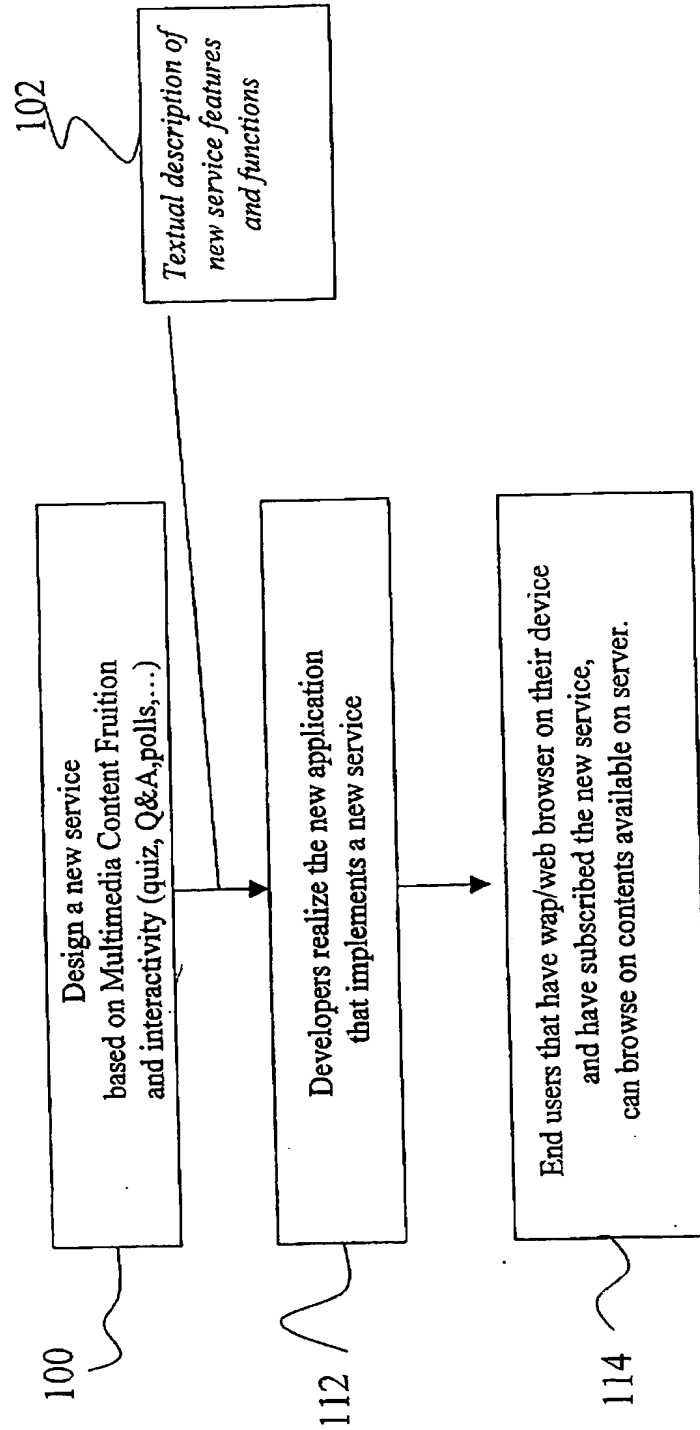 100
Design a new service
based on Multimedia Content Fruition
and interactivity (quiz, Q&A,polls,...)
102
Textual description of
new service features
and functions
112
Developers realize the new application
that implements a new service
114
End users that have wap/web browser on their device
and have subscribed the new service,
can browse on contents available on server.